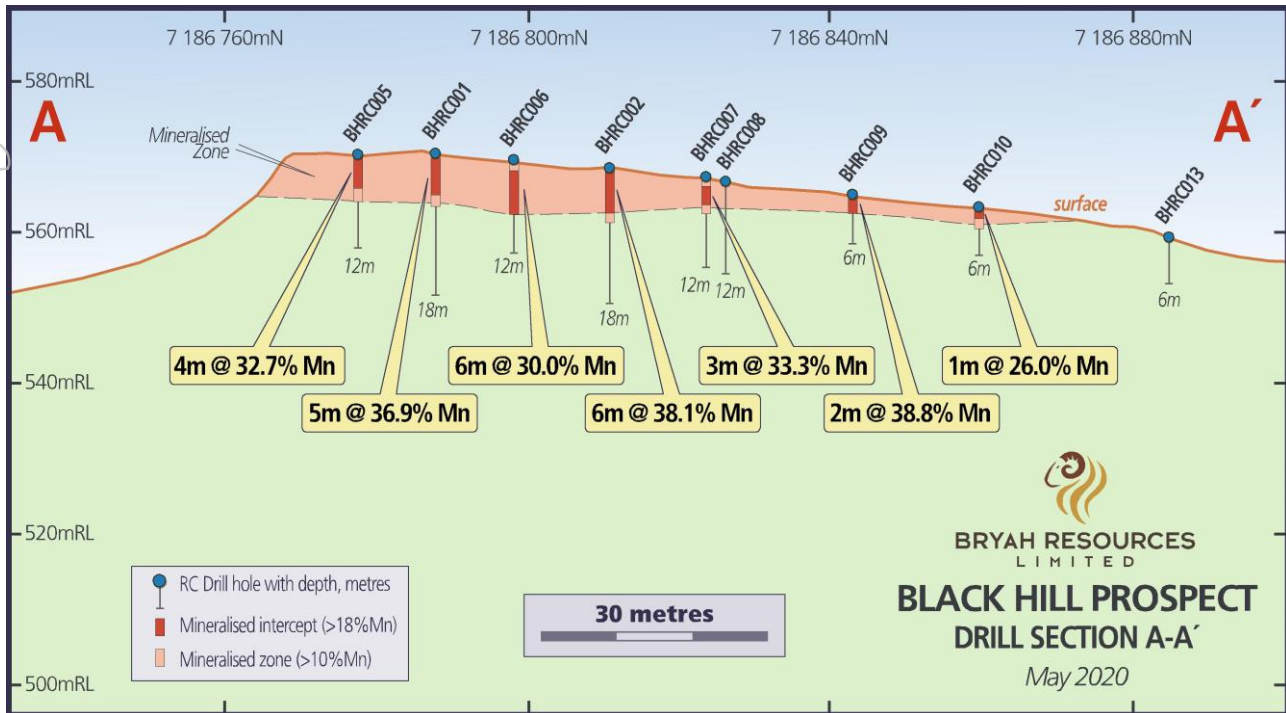 7 186 760mN
7 186 800mN
7 186 840mN
7 186 880mN
580mRL
A
A´
Mineralised
Zone
BHRC005
BHRC001
BHRC006
BHRC002
BHRC007
BHRC008
BHRC009
BHRC010
BHRC013
surface
560mRL
12m
18m
12m
18m
12m
12m
6m
6m
6m
4m @ 32.7% Mn
6m @ 30.0% Mn
3m @ 33.3% Mn
1m @ 26.0% Mn
540mRL
5m @ 36.9% Mn
6m @ 38.1% Mn
2m @ 38.8% Mn
520mRL
500mRL
RC Drill hole with depth, metres
Mineralised intercept (>18%Mn)
Mineralised zone (>10%Mn)
30 metres
BRYAH RESOURCES
LIMITED
BLACK HILL PROSPECT
DRILL SECTION A-A´
May 2020